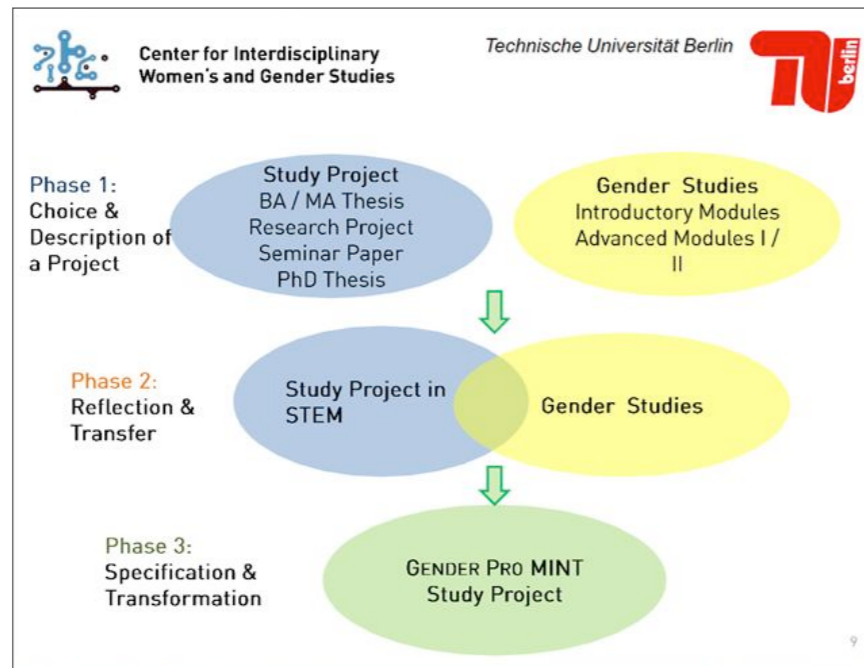 Center for Interdisciplinary
Women's and Gender Studies
Technische Universität Berlin
berlin
Phase 1:
Choice &
Description of
a Project
Study Project
BA / MA Thesis
Research Project
Seminar Paper
PhD Thesis
Gender Studies
Introductory Modules
Advanced Modules I /
II
Phase 2:
Reflection &
Transfer
Study Project in
STEM
Gender Studies
Phase 3:
Specification &
Transformation
GENDER PRO MINT
Study Project
9